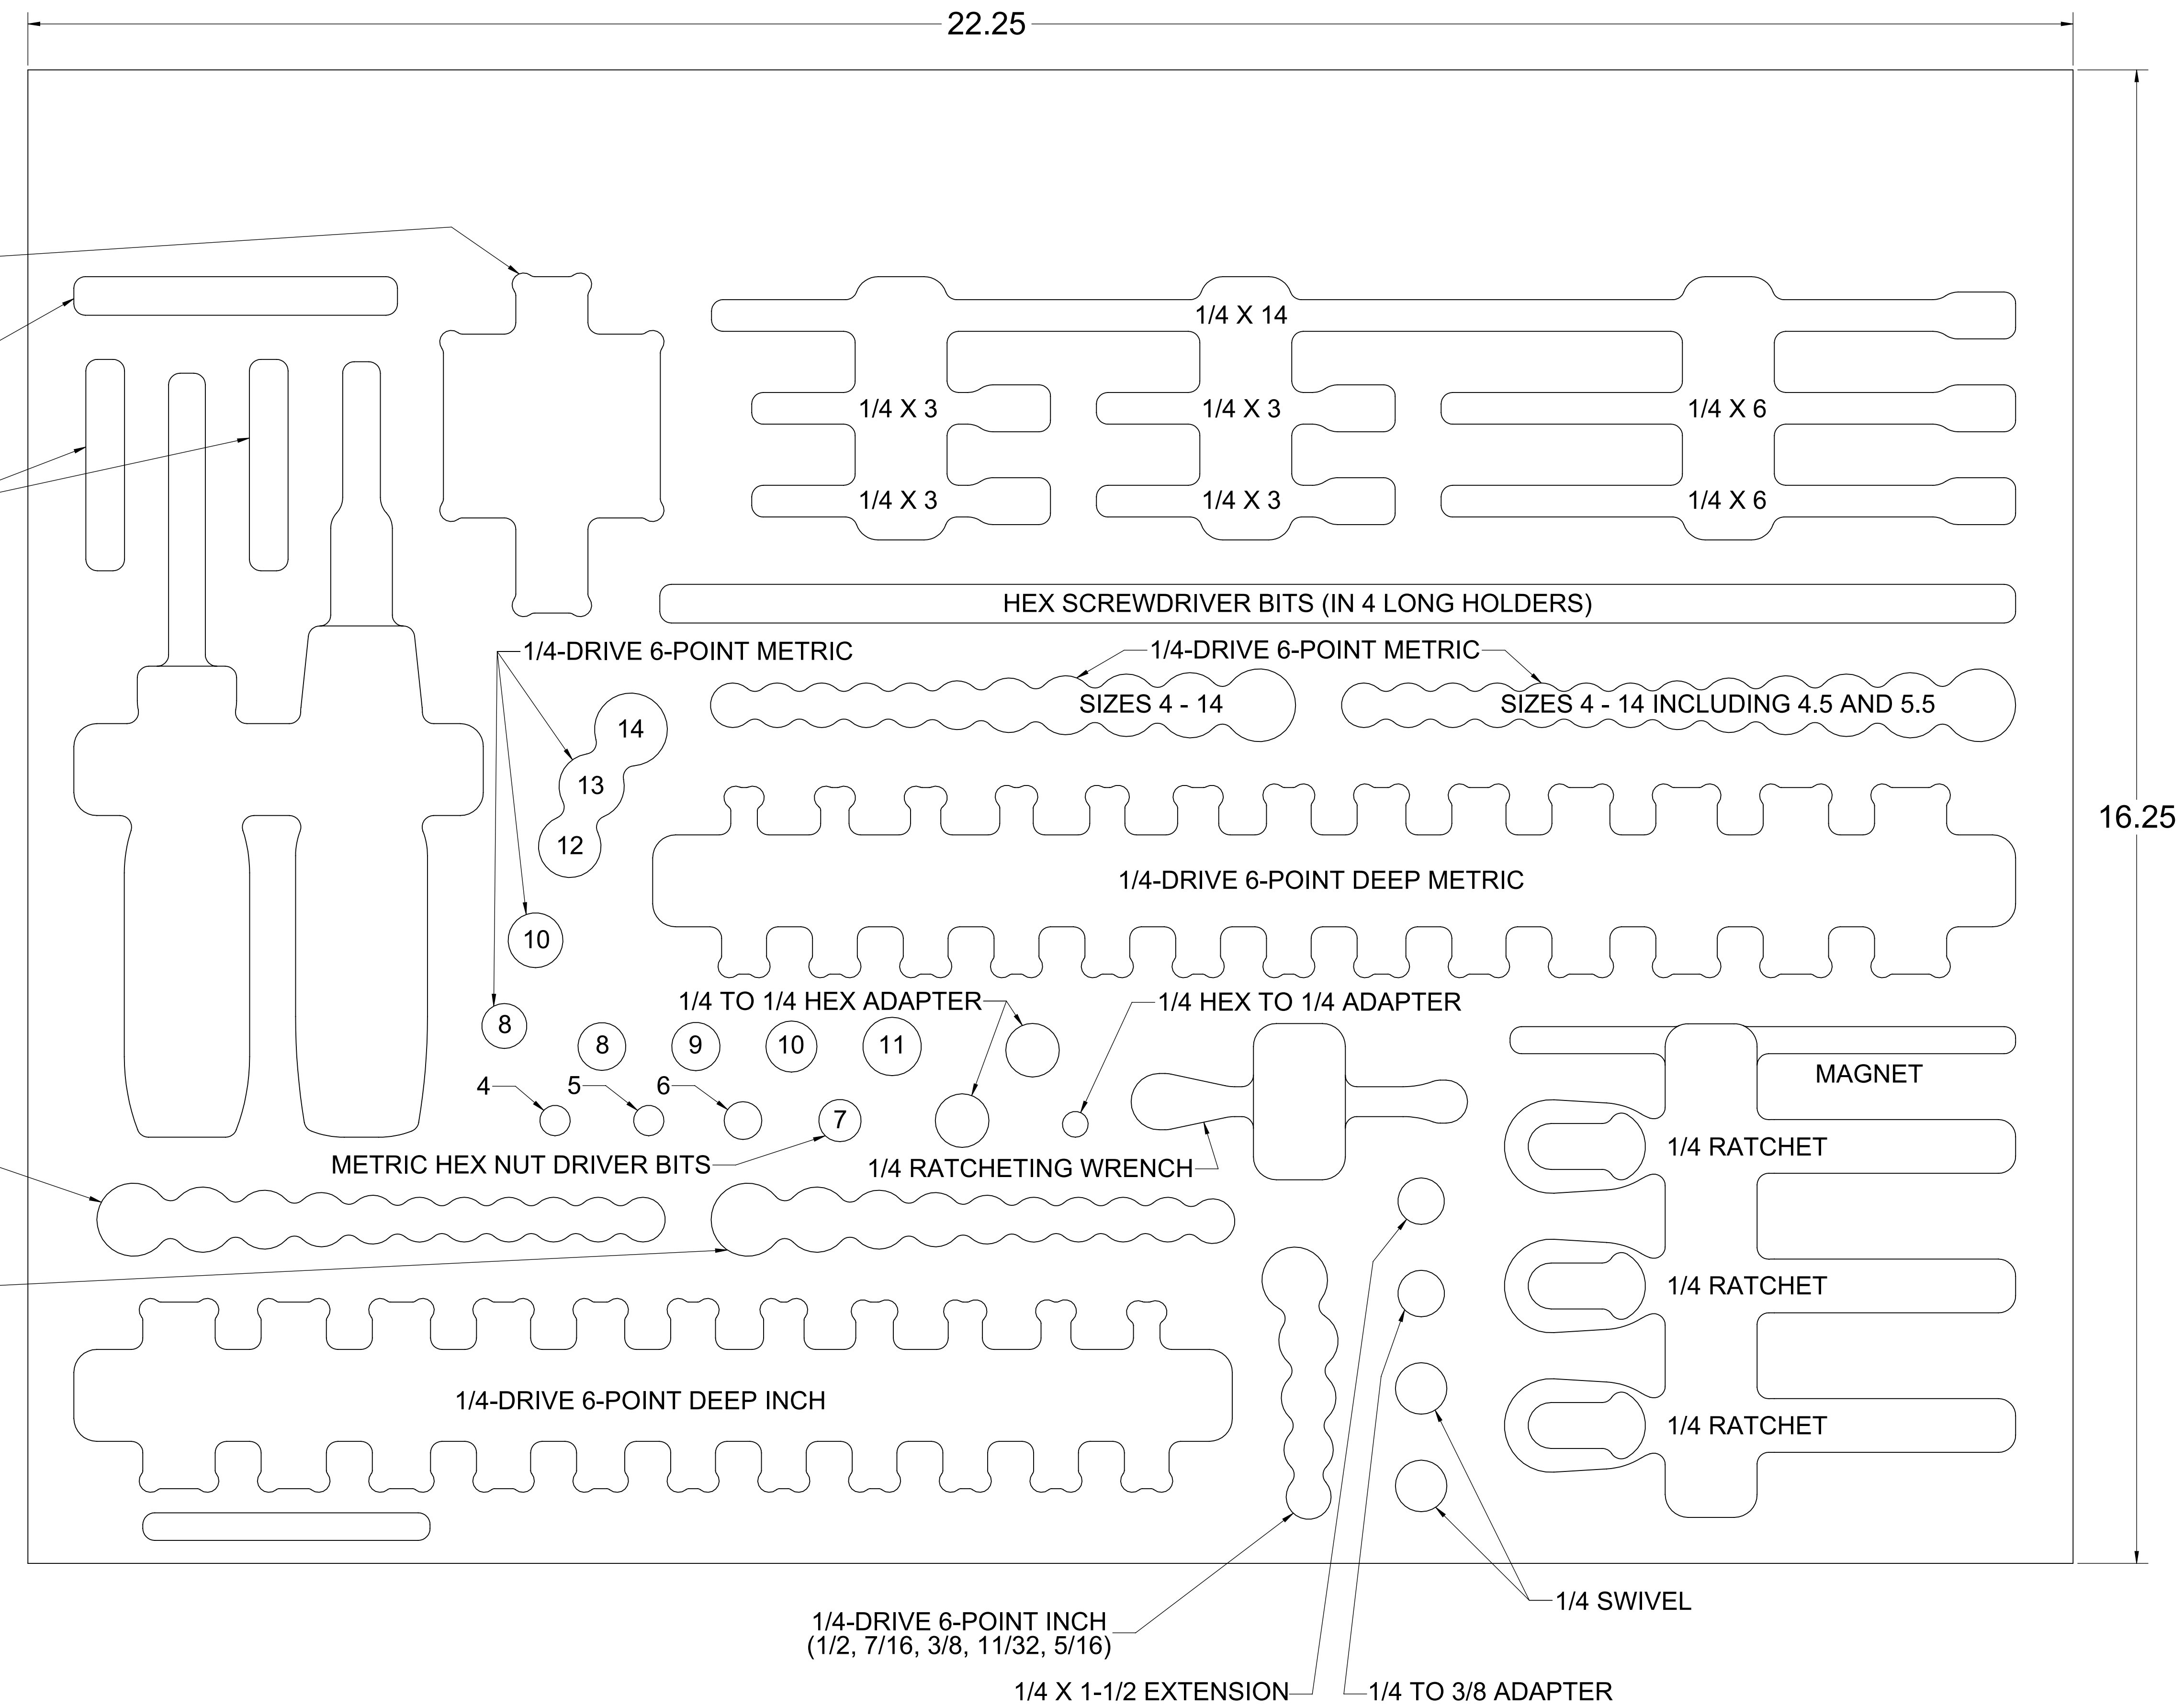 22.25
1/4 X 14
1/4 X 3
1/4 X 3
1/4 X 6
1/4 X 3
1/4 X 3
1/4 X 6
HEX SCREWDRIVER BITS (IN 4 LONG HOLDERS)
1/4-DRIVE 6-POINT METRIC
1/4-DRIVE 6-POINT METRIC
SIZES 4 - 14
SIZES 4 - 14 INCLUDING 4.5 AND 5.5
14
13
12
16.25
1/4-DRIVE 6-POINT DEEP METRIC
10
1/4 TO 1/4 HEX ADAPTER
1/4 HEX TO 1/4 ADAPTER
8
8
9
10
11
MAGNET
4
5
6
7
1/4 RATCHET
METRIC HEX NUT DRIVER BITS
1/4 RATCHETING WRENCH
1/4 RATCHET
1/4-DRIVE 6-POINT DEEP INCH
1/4 RATCHET
1/4 SWIVEL
1/4-DRIVE 6-POINT INCH
(1/2, 7/16, 3/8, 11/32, 5/16)
1/4 X 1-1/2 EXTENSION
1/4 TO 3/8 ADAPTER